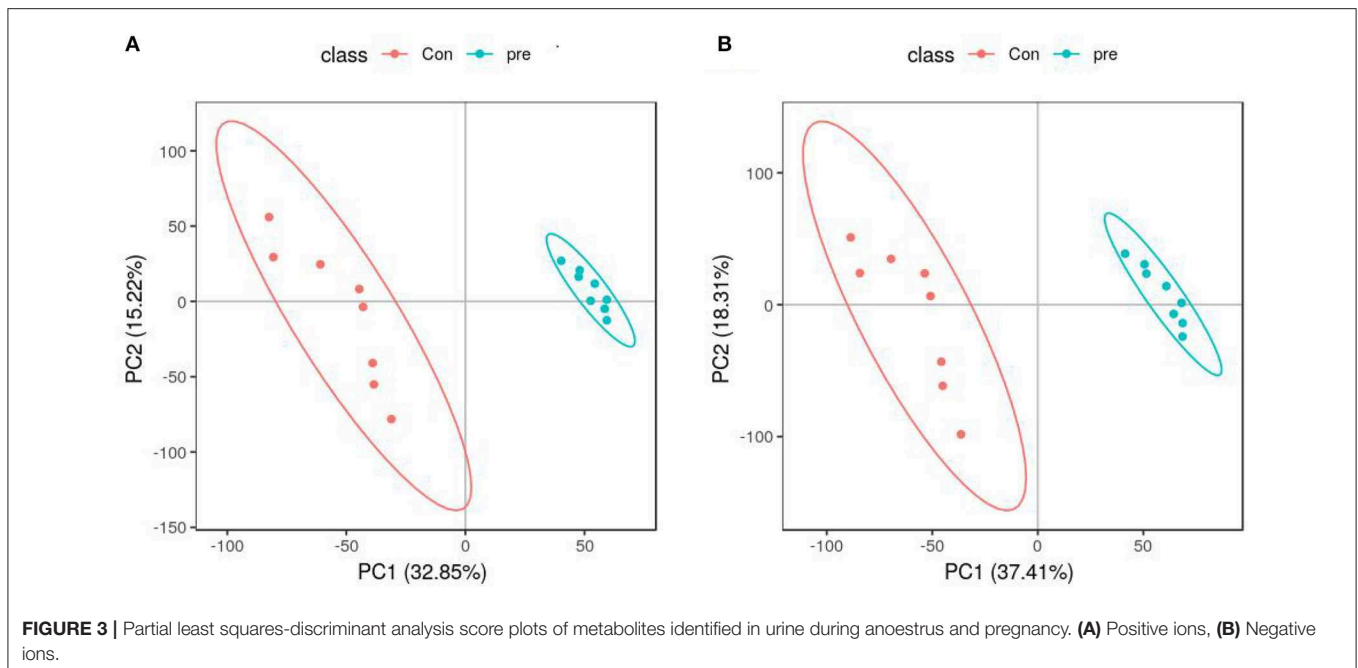 A
class Con pre
100
50
0
-50
-100
-150
PC2 (15.22%)
-100 -50 0 50
PC1 (32.85%)
B
class Con pre
100
0
-100
PC2 (18.31%)
-100 -50 0 50
PC1 (37.41%)
FIGURE 3 | Partial least squares-discriminant analysis score plots of metabolites identified in urine during anoestrus and pregnancy. (A) Positive ions, (B) Negative
ions.